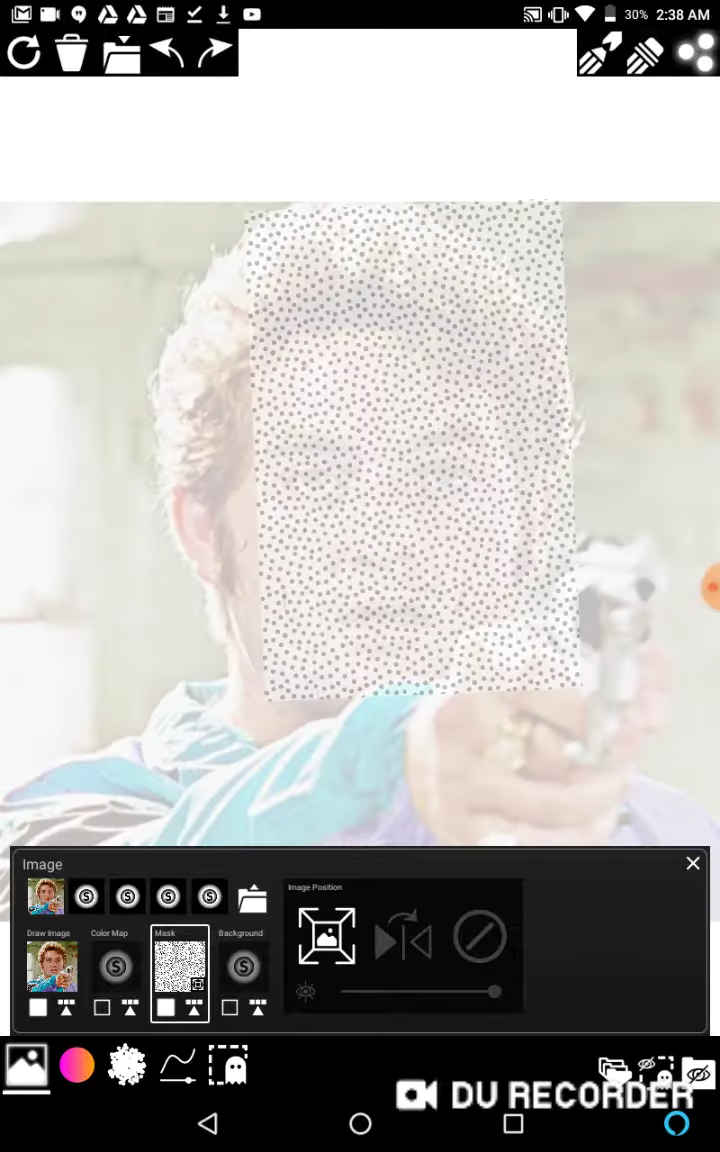 30% 2:38 AM
Image
Image Position
Draw Image Color Map Mask Background
S S S S
S S
DU RECORDER